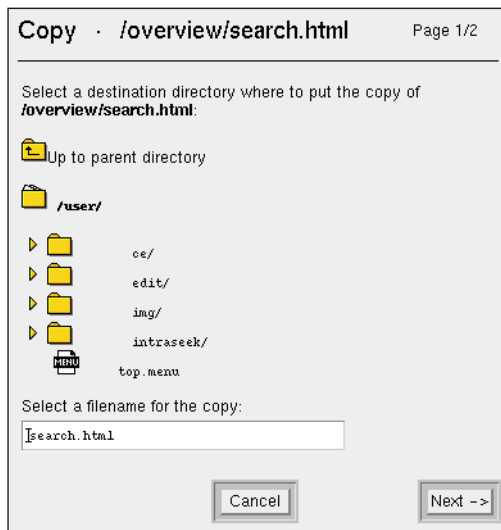 Copy · /overview/search.html Page 1/2
Select a destination directory where to put the copy of
/overview/search.html:
Up to parent directory
/user/
ce/
edit/
img/
intraseek/
MENU top.menu
Select a filename for the copy:
search.html
Cancel Next ->